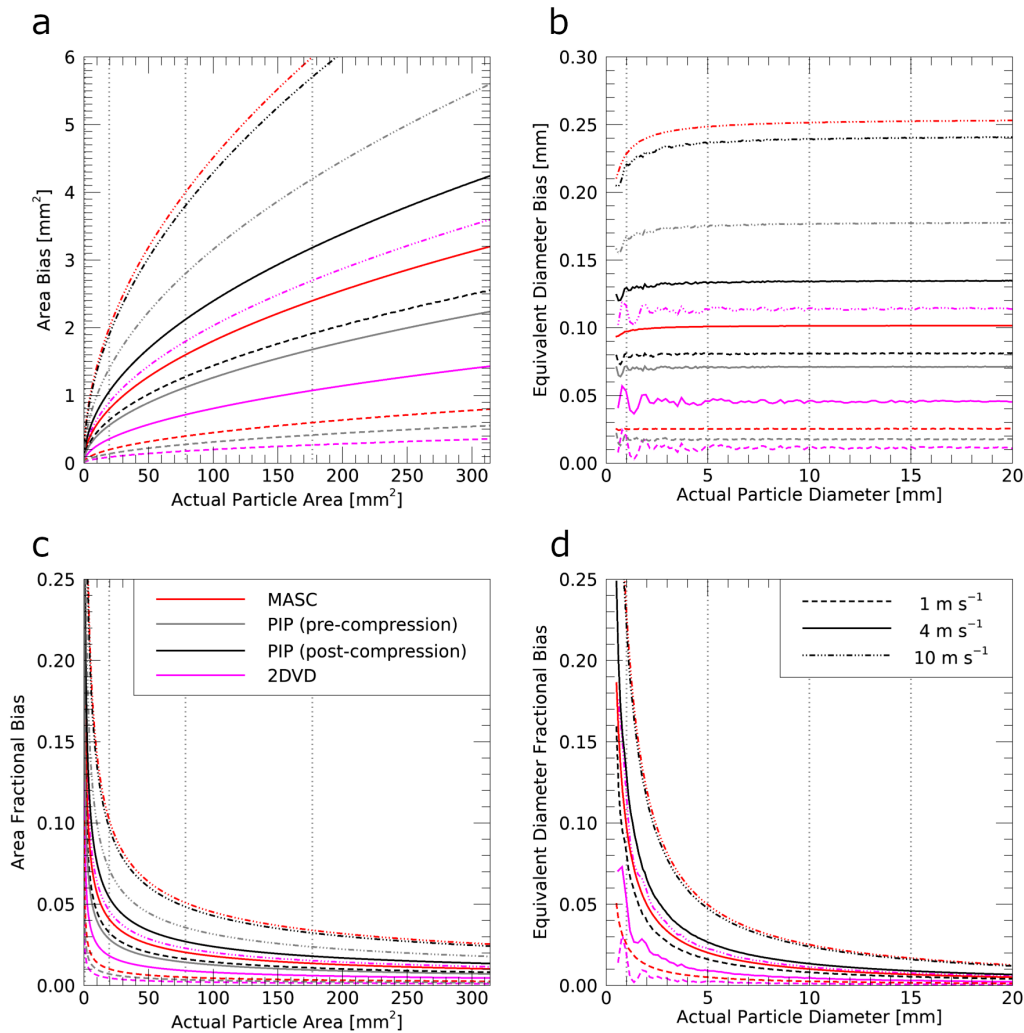 a
6
5
4
3
2
1
0
Area Bias [mm²]
0 50 100 150 200 250 300
Actual Particle Area [mm²]
b
0.30
0.25
0.20
0.15
0.10
0.05
0.00
Equivalent Diameter Bias [mm]
0 5 10 15 20
Actual Particle Diameter [mm]
c
0.25
0.20
0.15
0.10
0.05
0.00
Area Fractional Bias
MASC
PIP (pre-compression)
PIP (post-compression)
2DVD
0 50 100 150 200 250 300
Actual Particle Area [mm²]
d
0.25
0.20
0.15
0.10
0.05
0.00
Equivalent Diameter Fractional Bias
1 m s⁻¹
4 m s⁻¹
10 m s⁻¹
0 5 10 15 20
Actual Particle Diameter [mm]